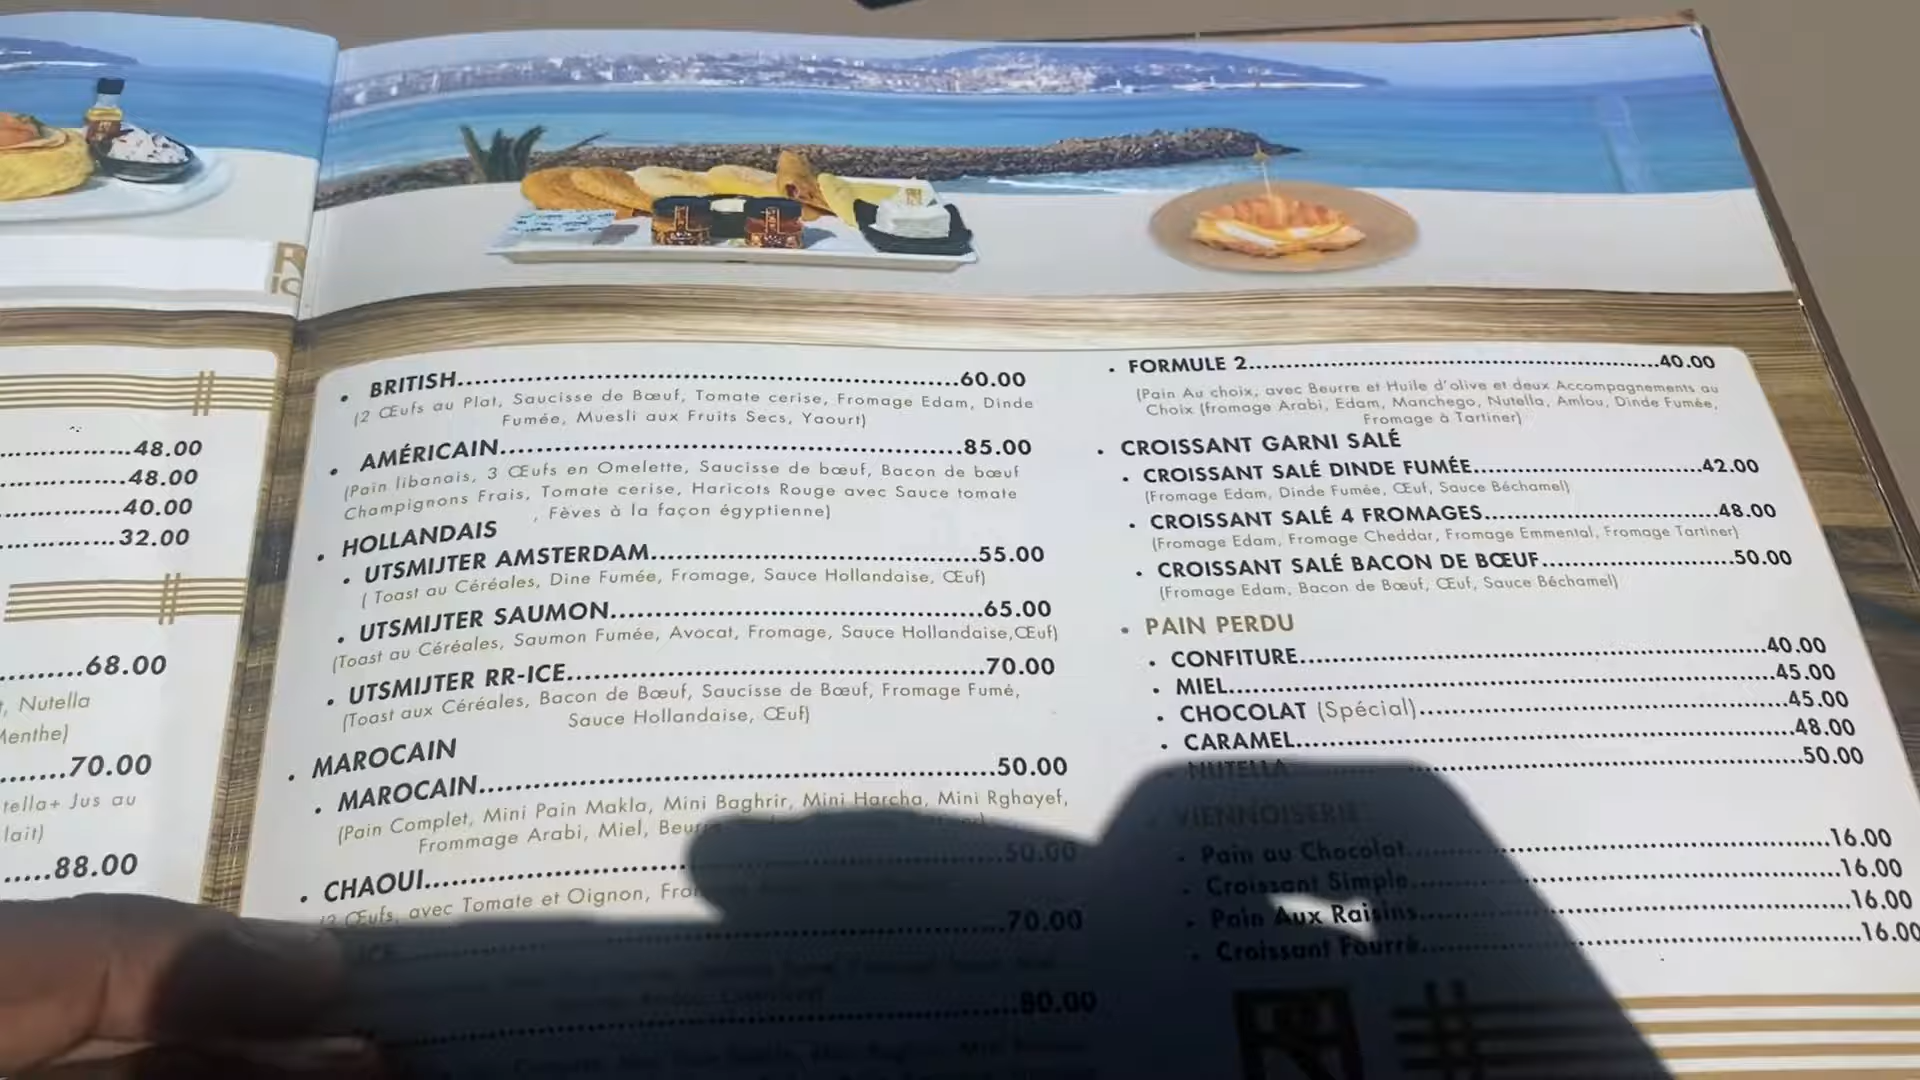 48.00
48.00
40.00
32.00
68.00
Nutella
Menthe)
70.00
tella+ Jus au
lait)
88.00
• BRITISH....60.00
(2 Œufs au Plat, Saucisse de Bœuf, Tomate cerise, Fromage Edam, Dinde
Fumée, Muesli aux Fruits Secs, Yaourt)
• AMÉRICAIN....85.00
(Pain libanais, 3 Œufs en Omelette, Saucisse de bœuf, Bacon de bœuf
Champignons Frais, Tomate cerise, Haricots Rouge avec Sauce tomate
, Fèves à la façon égyptienne)
• HOLLANDAIS
• UTSMIJTER AMSTERDAM....55.00
( Toast au Céréales, Dine Fumée, Fromage, Sauce Hollandaise, Œuf)
• UTSMIJTER SAUMON....65.00
(Toast au Céréales, Saumon Fumée, Avocat, Fromage, Sauce Hollandaise,Œuf)
• UTSMIJTER RR-ICE....70.00
(Toast aux Céréales, Bacon de Bœuf, Saucisse de Bœuf, Fromage Fumé,
Sauce Hollandaise, Œuf)
• MAROCAIN
• MAROCAIN....50.00
(Pain Complet, Mini Pain Makla, Mini Baghrir, Mini Harcha, Mini Rghayef,
Frommage Arabi, Miel,
• CHAOUI....50.00
Œufs, avec Tomate et Oignon,
ICE....70.00
80.00
• FORMULE 2....40.00
(Pain Au choix, avec Beurre et Huile d'olive et deux Accompagnements au
Choix (fromage Arabi, Edam, Manchego, Nutella, Amlou, Dinde Fumée,
Fromage à Tartiner)
• CROISSANT GARNI SALÉ
• CROISSANT SALÉ DINDE FUMÉE....42.00
(Fromage Edam, Dinde Fumée, Œuf, Sauce Béchamel)
• CROISSANT SALÉ 4 FROMAGES....48.00
(Fromage Edam, Fromage Cheddar, Fromage Emmental, Fromage Tartiner)
• CROISSANT SALÉ BACON DE BŒUF....50.00
(Fromage Edam, Bacon de Bœuf, Œuf, Sauce Béchamel)
• PAIN PERDU
• CONFITURE....40.00
• MIEL....45.00
• CHOCOLAT (Spécial)....45.00
• CARAMEL....48.00
NUTELLA....50.00
VIENNOISERIE
• Pain au Chocolat....16.00
• Croissant Simple....16.00
• Pain Aux Raisins....16.00
• Croissant Fourré....16.00